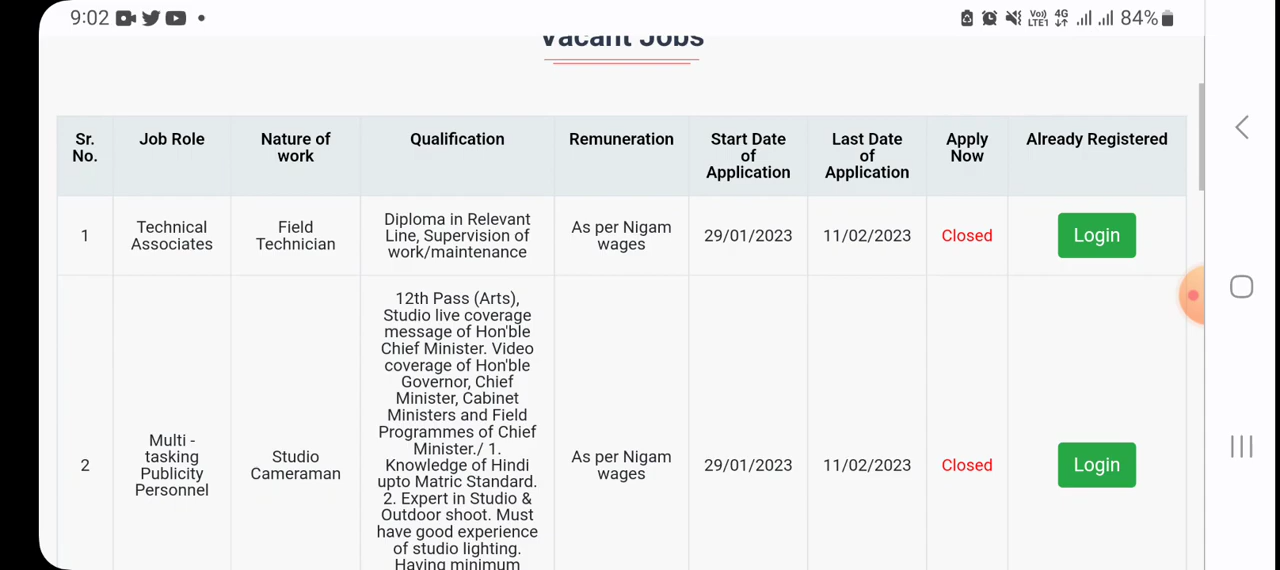 9:02
Vo))
LTE1
4G
84%
Vacant Jobs
Sr.
No.
Job Role
Nature of
work
Qualification
Remuneration
Start Date
of
Application
Last Date
of
Application
Apply
Now
Already Registered
1
Technical
Associates
Field
Technician
Diploma in Relevant
Line, Supervision of
work/maintenance
As per Nigam
wages
29/01/2023
11/02/2023
Closed
Login
2
Multi -
tasking
Publicity
Personnel
Studio
Cameraman
12th Pass (Arts),
Studio live coverage
message of Hon'ble
Chief Minister. Video
coverage of Hon'ble
Governor, Chief
Minister, Cabinet
Ministers and Field
Programmes of Chief
Minister./ 1.
Knowledge of Hindi
upto Matric Standard.
2. Expert in Studio &
Outdoor shoot. Must
have good experience
of studio lighting.
Having minimum
As per Nigam
wages
29/01/2023
11/02/2023
Closed
Login